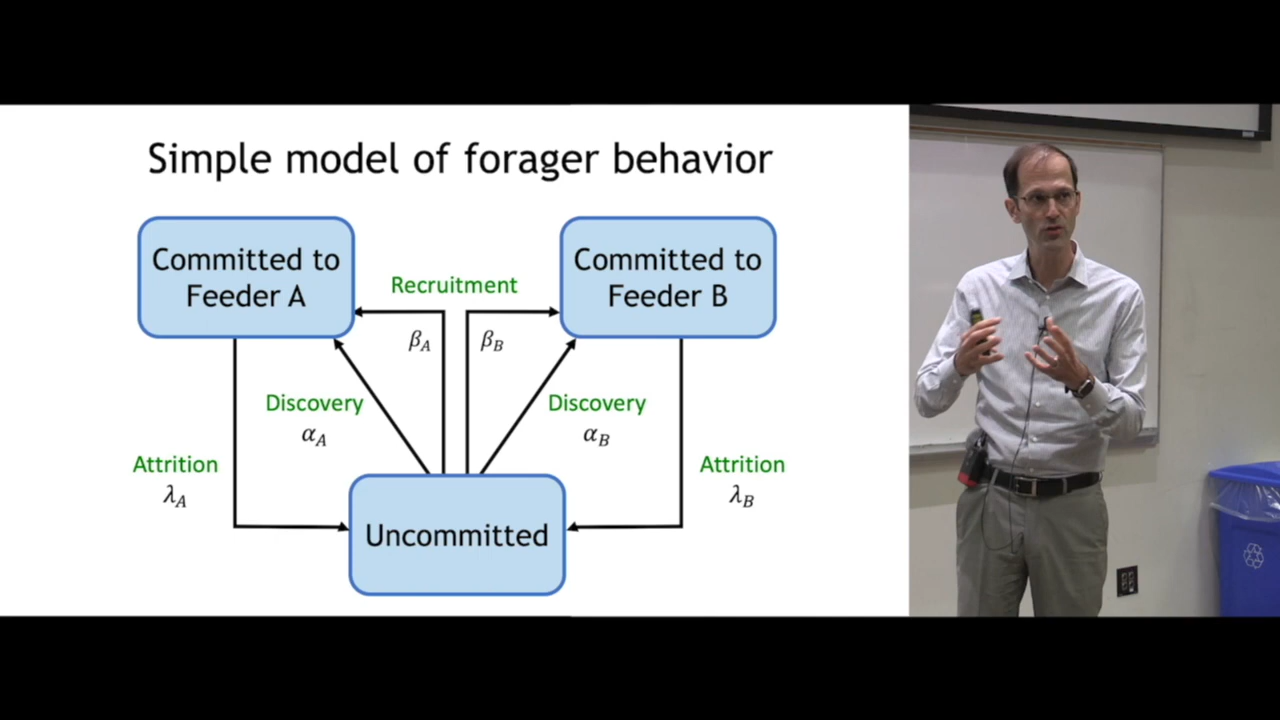 Simple model of forager behavior
Committed to
Feeder A
Committed to
Feeder B
Recruitment
βA
βB
Discovery
αA
Discovery
αB
Attrition
λA
Attrition
λB
Uncommitted